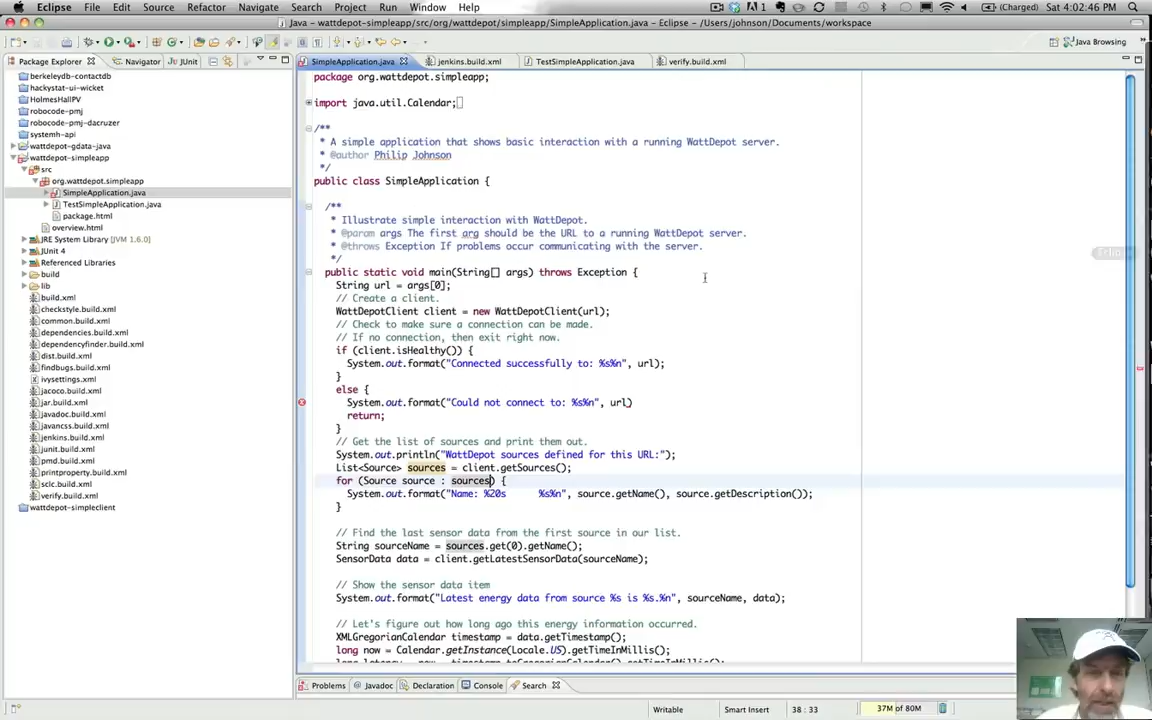 Eclipse File Edit Source Refactor Navigate Search Project Run Window Help
(Charged) Sat 4:02:46 PM
Java – wattdepot-simpleapp/src/org/wattdepot/simpleapp/SimpleApplication.java – Eclipse – /Users/johnson/Documents/workspace
Java Browsing
Package Explorer Navigator JUnit
SimpleApplication.java jenkins.build.xml TestSimpleApplication.java verify.build.xml
berkeleydb-contactdb
hackystat-ui-wicket
HolmesHallPV
robocode-pmj
robocode-pmj-dacruzer
systemh-api
wattdepot-gdata-java
wattdepot-simpleapp
src
org.wattdepot.simpleapp
SimpleApplication.java
TestSimpleApplication.java
package.html
overview.html
JRE System Library [JVM 1.6.0]
JUnit 4
Referenced Libraries
build
lib
build.xml
checkstyle.build.xml
common.build.xml
dependencies.build.xml
dependencyfinder.build.xml
dist.build.xml
findbugs.build.xml
ivysettings.xml
jacoco.build.xml
jar.build.xml
javadoc.build.xml
javancss.build.xml
jenkins.build.xml
junit.build.xml
pmd.build.xml
printproperty.build.xml
sclc.build.xml
verify.build.xml
wattdepot-simpleclient
package org.wattdepot.simpleapp;
import java.util.Calendar;
/**
* A simple application that shows basic interaction with a running WattDepot server.
* @author Philip Johnson
*/
public class SimpleApplication {
/**
* Illustrate simple interaction with WattDepot.
* @param args The first arg should be the URL to a running WattDepot server.
* @throws Exception If problems occur communicating with the server.
*/
public static void main(String[] args) throws Exception {
String url = args[0];
// Create a client.
WattDepotClient client = new WattDepotClient(url);
// Check to make sure a connection can be made.
// If no connection, then exit right now.
if (client.isHealthy()) {
System.out.format("Connected successfully to: %s%n", url);
}
else {
System.out.format("Could not connect to: %s%n", url)
return;
}
// Get the list of sources and print them out.
System.out.println("WattDepot sources defined for this URL:");
List<Source> sources = client.getSources();
for (Source source : sources) {
System.out.format("Name: %20s %s%n", source.getName(), source.getDescription());
}
// Find the last sensor data from the first source in our list.
String sourceName = sources.get(0).getName();
SensorData data = client.getLatestSensorData(sourceName);
// Show the sensor data item
System.out.format("Latest energy data from source %s is %s.%n", sourceName, data);
// Let's figure out how long ago this energy information occurred.
XMLGregorianCalendar timestamp = data.getTimestamp();
long now = Calendar.getInstance(Locale.US).getTimeInMillis();
Problems Javadoc Declaration Console Search
Writable Smart Insert 38 : 33 37M of 80M